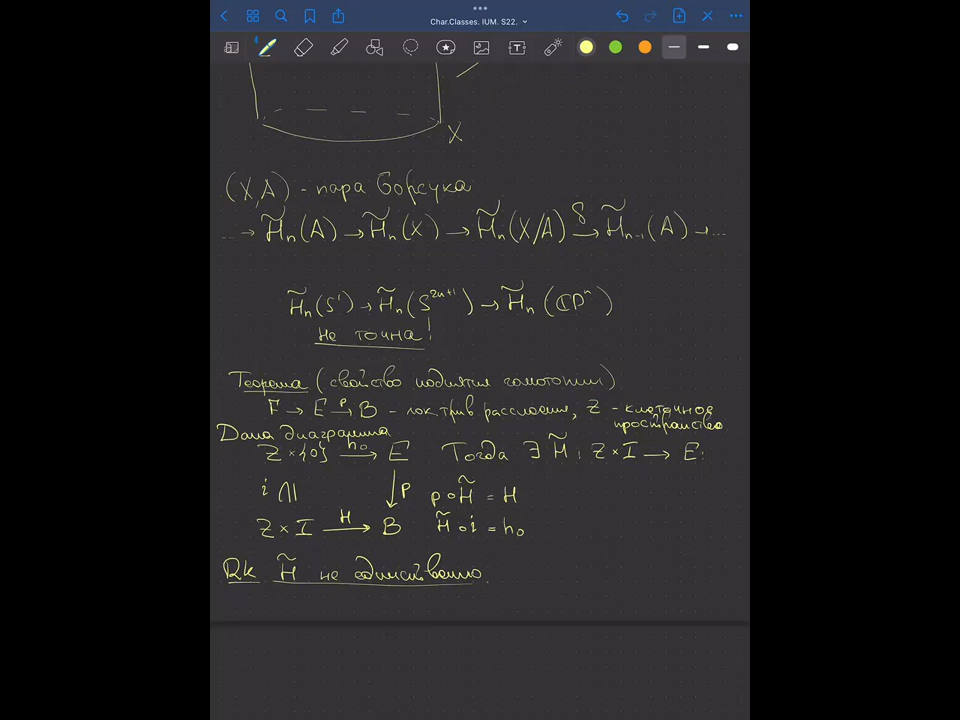 Char.Classes. IUM. S22.
X
(X,A) - пара Борсука
... → H̃ₙ(A) → H̃ₙ(X) → H̃ₙ(X/A) →^δ H̃ₙ₋₁(A) → ...
H̃ₙ(S¹) → H̃ₙ(S²ⁿ⁺¹) → H̃ₙ(ℂPⁿ)
не точна!
Теорема (свойство поднятия гомотопии)
F → E →^p B - лок. трив. расслоение, Z - клеточное пространство
Дана диаграмма
Z × {0} →^{h₀} E Тогда ∃ H̃: Z × I → E:
i ∩| ↓ p p ∘ H̃ = H
Z × I →^H B H̃ ∘ i = h₀
Rk H̃ не единственно.